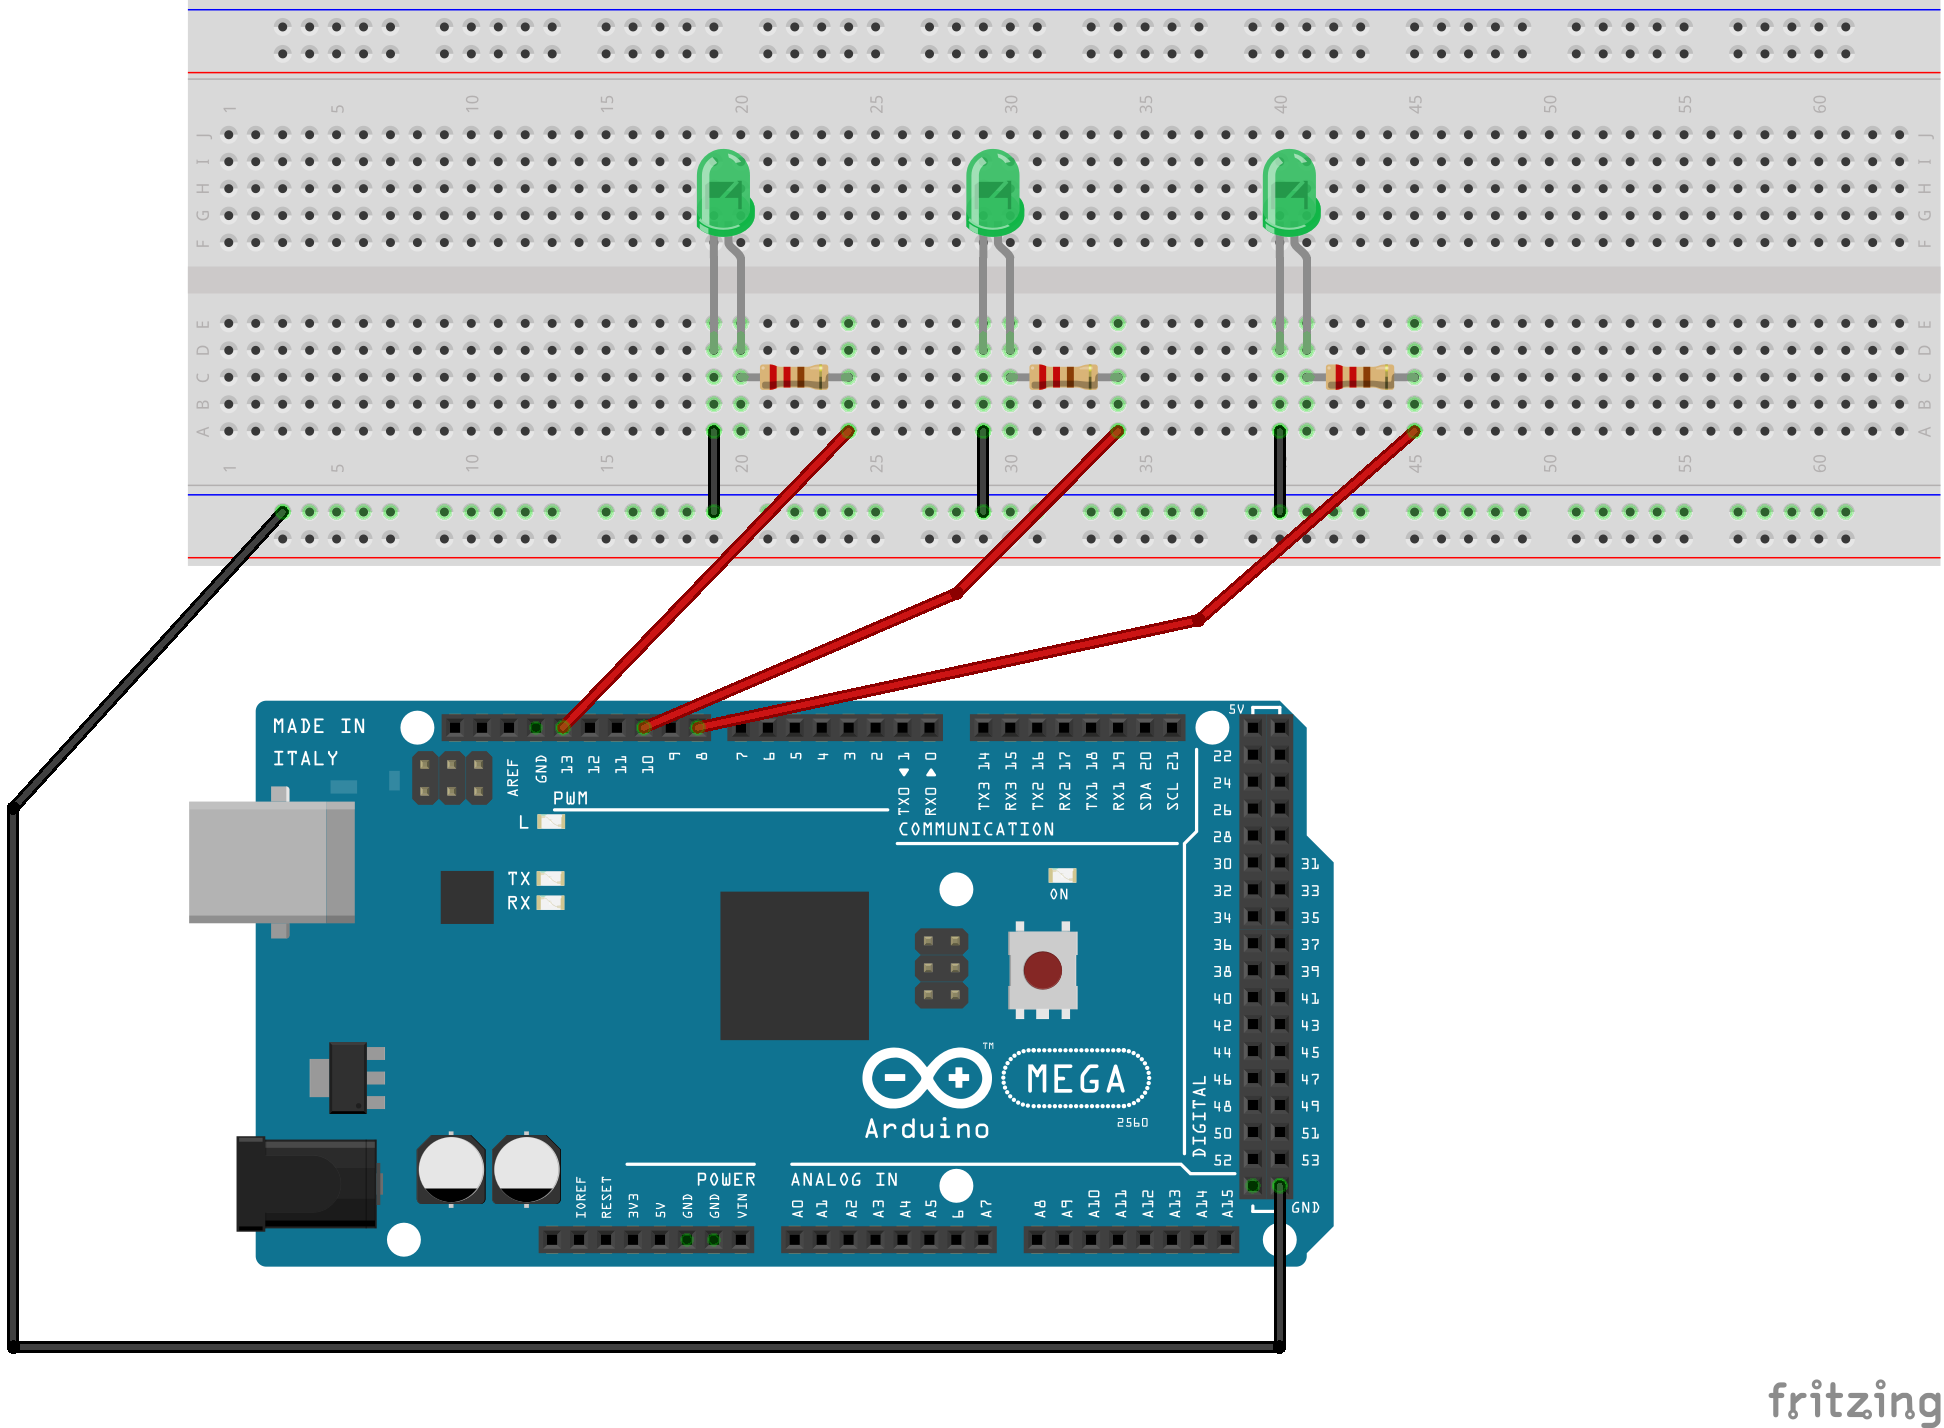 1 5 10 15 20 25 30 35 40 45 50 55 60
J J
I I
H H
G G
F F
E E
D D
C C
B B
A A
1 5 10 15 20 25 30 35 40 45 50 55 60
MADE IN
ITALY
AREF GND 13 12 11 10 9 8 7 6 5 4 3 2 TX0 ◀ 1 RX0 ▶ 0 TX3 14 RX3 15 TX2 16 RX2 17 TX1 18 RX1 19 SDA 20 SCL 21
5V
PWM
L
COMMUNICATION
TX
RX
ON
22
24
26
28
30 31
32 33
34 35
36 37
38 39
40 41
42 43
44 45
46 47
48 49
50 51
52 53
GND
DIGITAL
TM
MEGA
Arduino
2560
POWER
ANALOG IN
IOREF RESET 3V3 5V GND GND VIN A0 A1 A2 A3 A4 A5 6 A7 A8 A9 A10 A11 A12 A13 A14 A15
fritzing